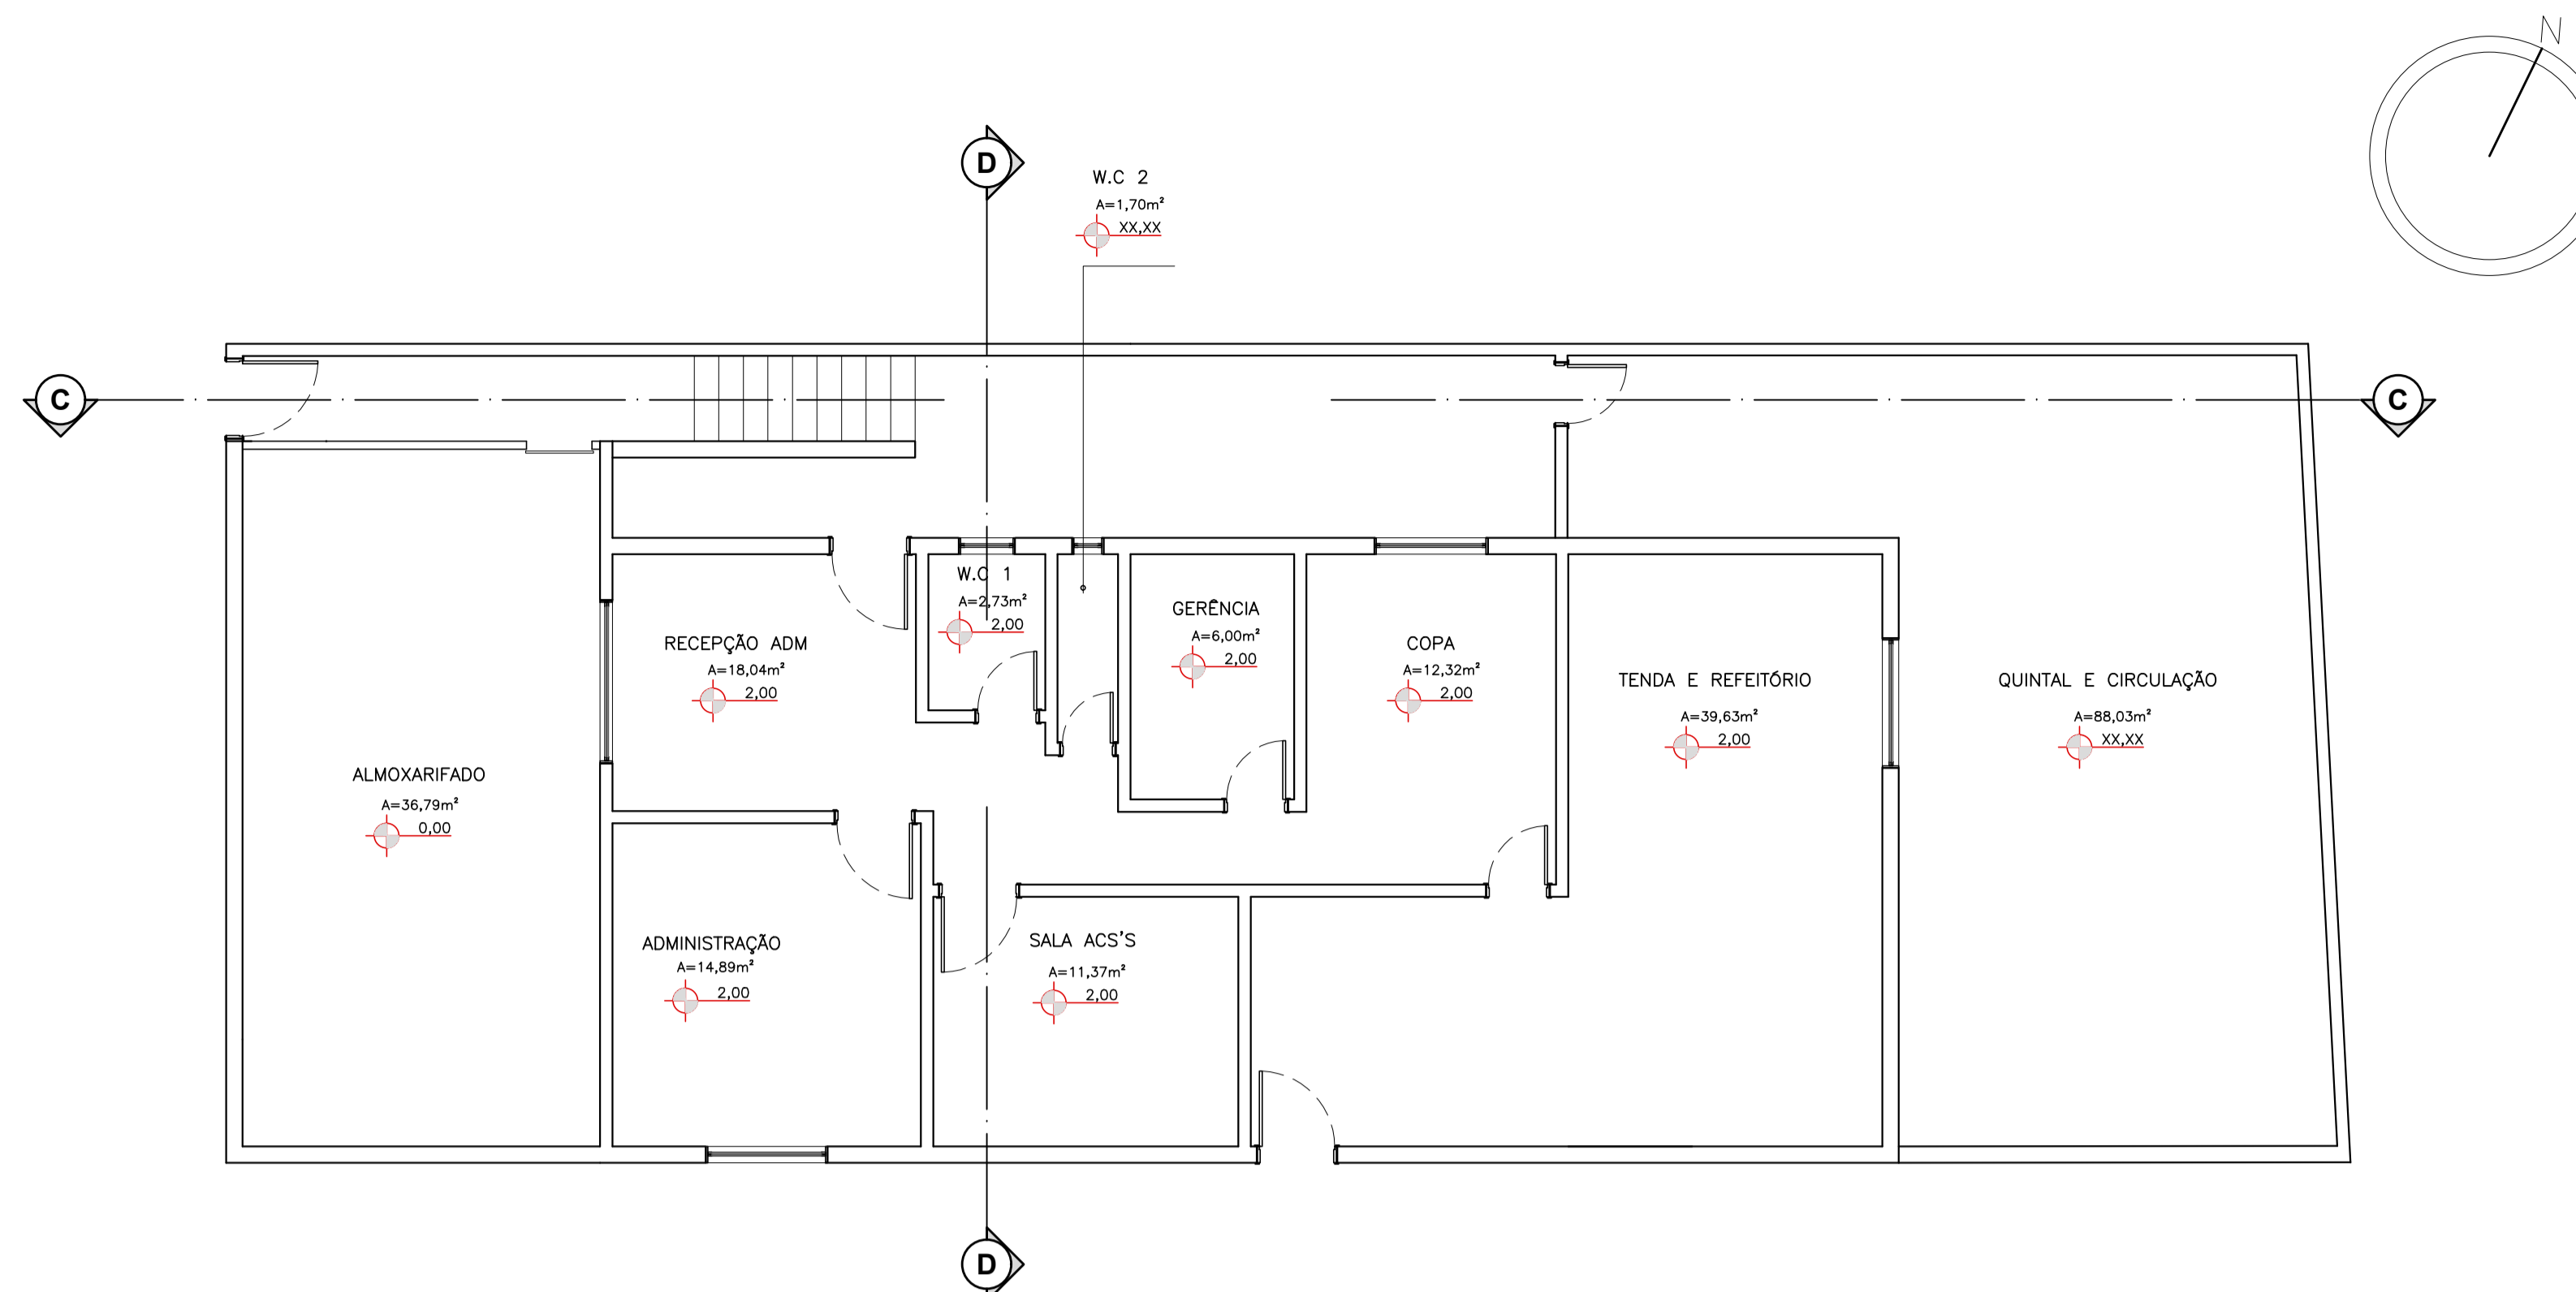 N
D
W.C 2
A=1,70m²
XX,XX
C
C
W.C 1
A=2,73m²
2,00
GERÊNCIA
A=6,00m²
2,00
RECEPÇÃO ADM
A=18,04m²
2,00
COPA
A=12,32m²
2,00
TENDA E REFEITÓRIO
A=39,63m²
2,00
QUINTAL E CIRCULAÇÃO
A=88,03m²
XX,XX
ALMOXARIFADO
A=36,79m²
0,00
ADMINISTRAÇÃO
A=14,89m²
2,00
SALA ACS'S
A=11,37m²
2,00
D